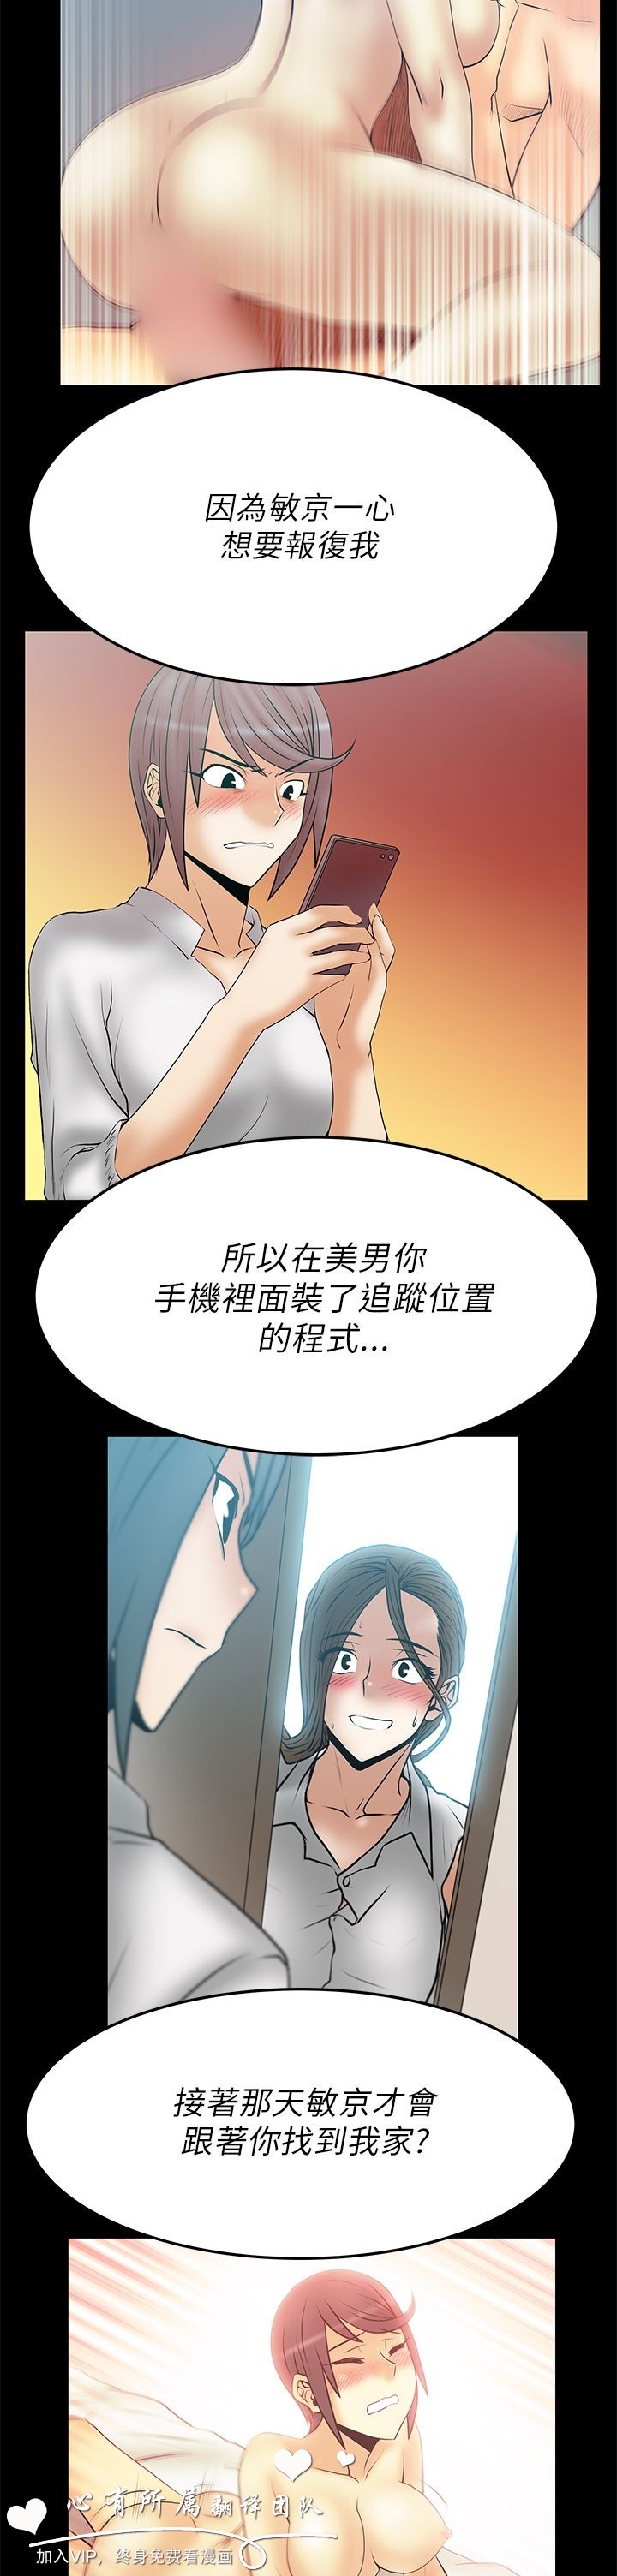 因為敏京一心
想要報復我
所以在美男你
手機裡面裝了追蹤位置
的程式...
接著那天敏京才會
跟著你找到我家?
心有所属翻译团队
加入VIP，终身免费看漫画